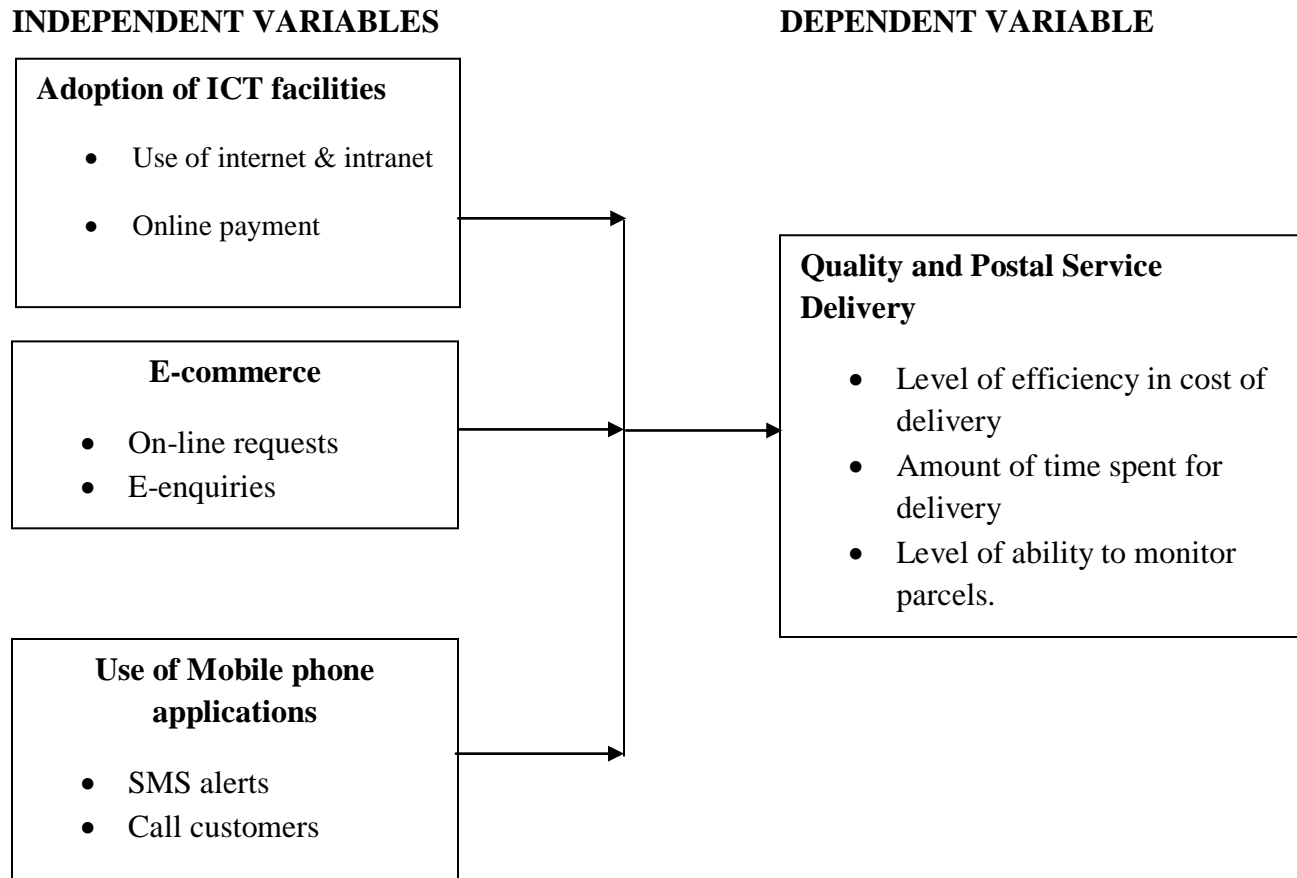 INDEPENDENT VARIABLES
DEPENDENT VARIABLE
Adoption of ICT facilities
• Use of internet & intranet
• Online payment
E-commerce
• On-line requests
• E-enquiries
Use of Mobile phone
applications
• SMS alerts
• Call customers
Quality and Postal Service
Delivery
• Level of efficiency in cost of
delivery
• Amount of time spent for
delivery
• Level of ability to monitor
parcels.